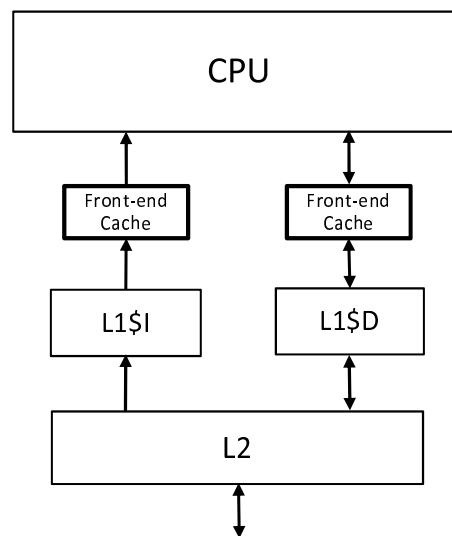 CPU
Front-end
Cache
Front-end
Cache
L1$I
L1$D
L2